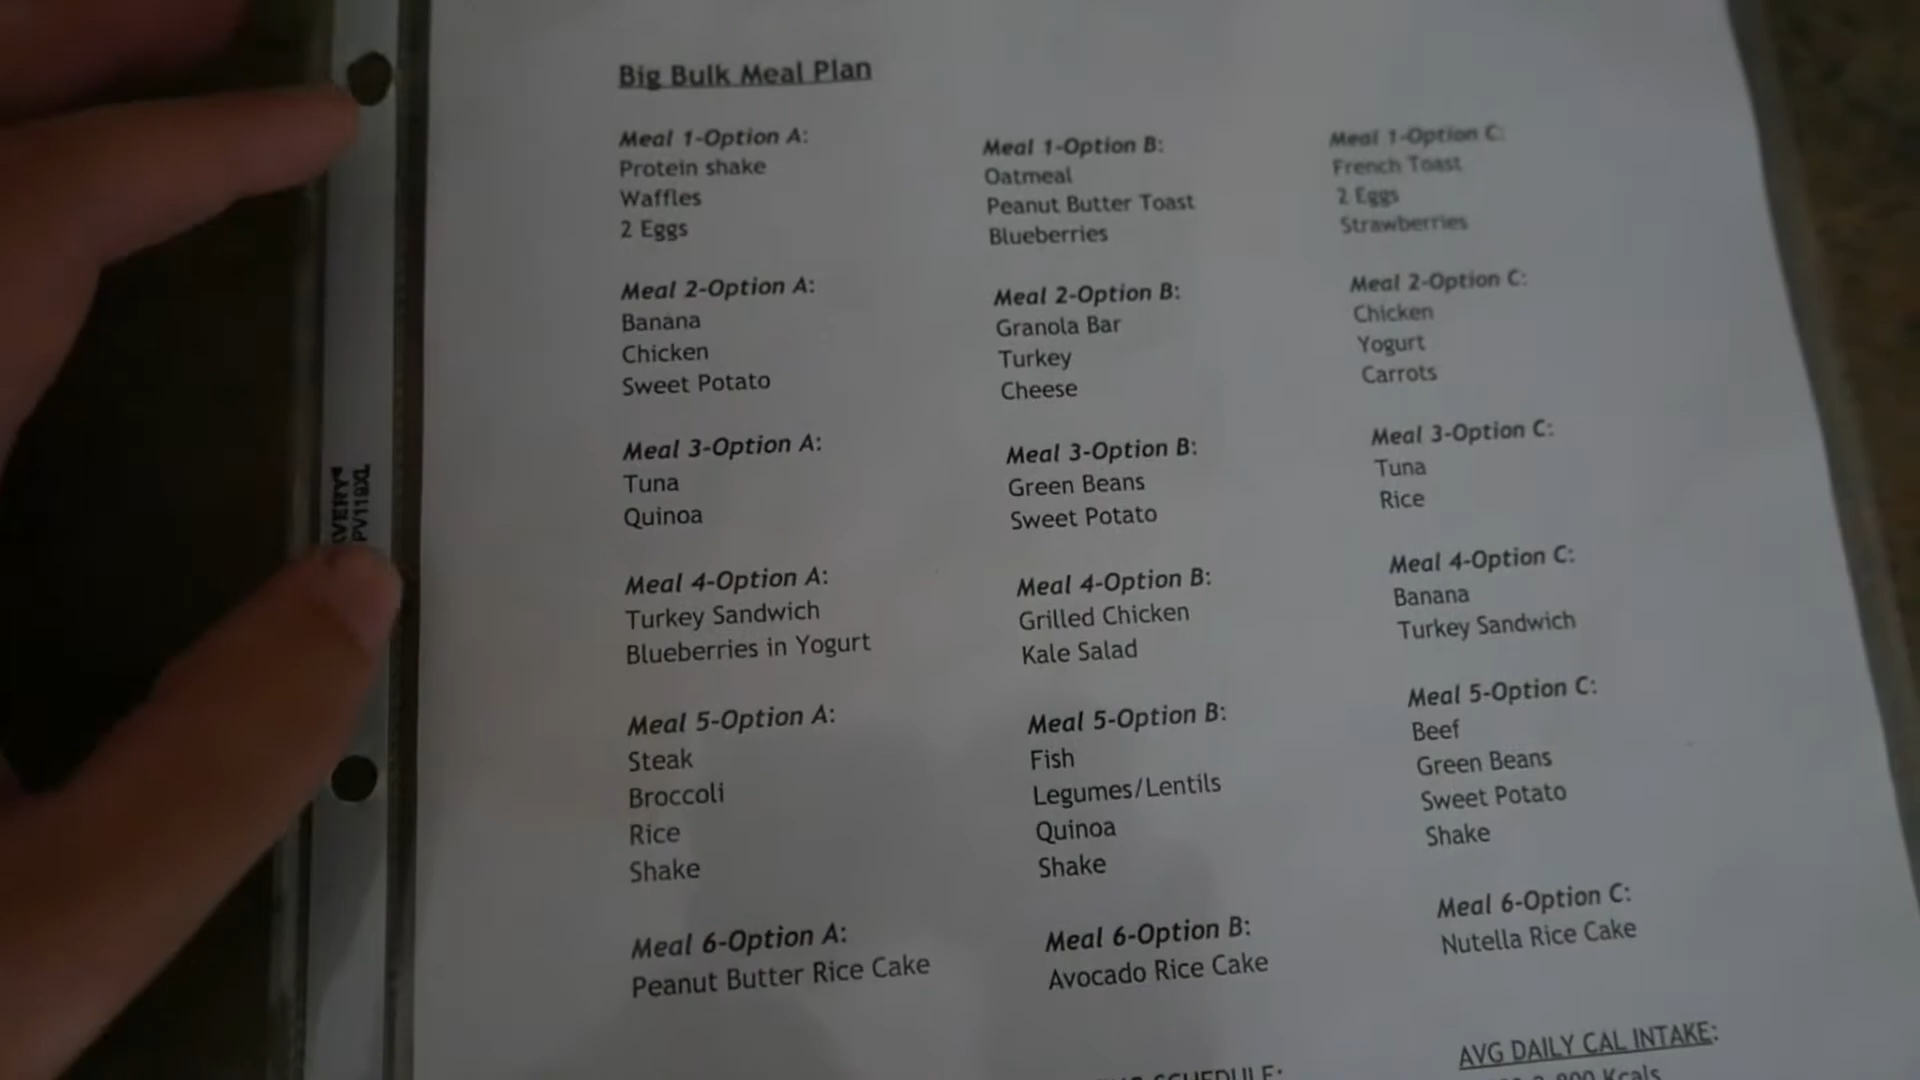 Big Bulk Meal Plan
Meal 1-Option A:
Protein shake
Waffles
2 Eggs
Meal 2-Option A:
Banana
Chicken
Sweet Potato
Meal 3-Option A:
Tuna
Quinoa
Meal 4-Option A:
Turkey Sandwich
Blueberries in Yogurt
Meal 5-Option A:
Steak
Broccoli
Rice
Shake
Meal 6-Option A:
Peanut Butter Rice Cake
Meal 1-Option B:
Oatmeal
Peanut Butter Toast
Blueberries
Meal 2-Option B:
Granola Bar
Turkey
Cheese
Meal 3-Option B:
Green Beans
Sweet Potato
Meal 4-Option B:
Grilled Chicken
Kale Salad
Meal 5-Option B:
Fish
Legumes/Lentils
Quinoa
Shake
Meal 6-Option B:
Avocado Rice Cake
Meal 1-Option C:
French Toast
2 Eggs
Strawberries
Meal 2-Option C:
Chicken
Yogurt
Carrots
Meal 3-Option C:
Tuna
Rice
Meal 4-Option C:
Banana
Turkey Sandwich
Meal 5-Option C:
Beef
Green Beans
Sweet Potato
Shake
Meal 6-Option C:
Nutella Rice Cake
SCHEDULE:
AVG DAILY CAL INTAKE:
Kcals
AVERY
PV119XL